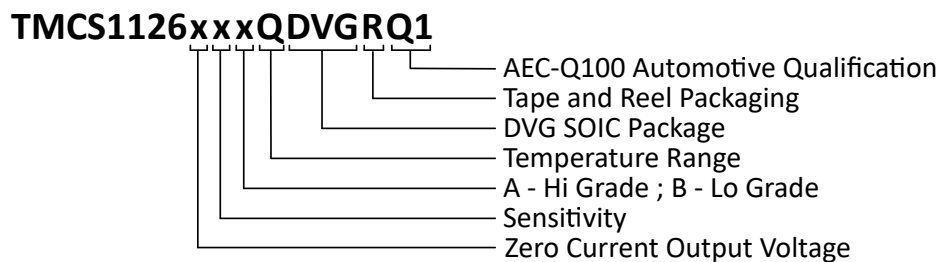 TMCS1126xxxQDVGRQ1
AEC-Q100 Automotive Qualification
Tape and Reel Packaging
DVG SOIC Package
Temperature Range
A - Hi Grade ; B - Lo Grade
Sensitivity
Zero Current Output Voltage